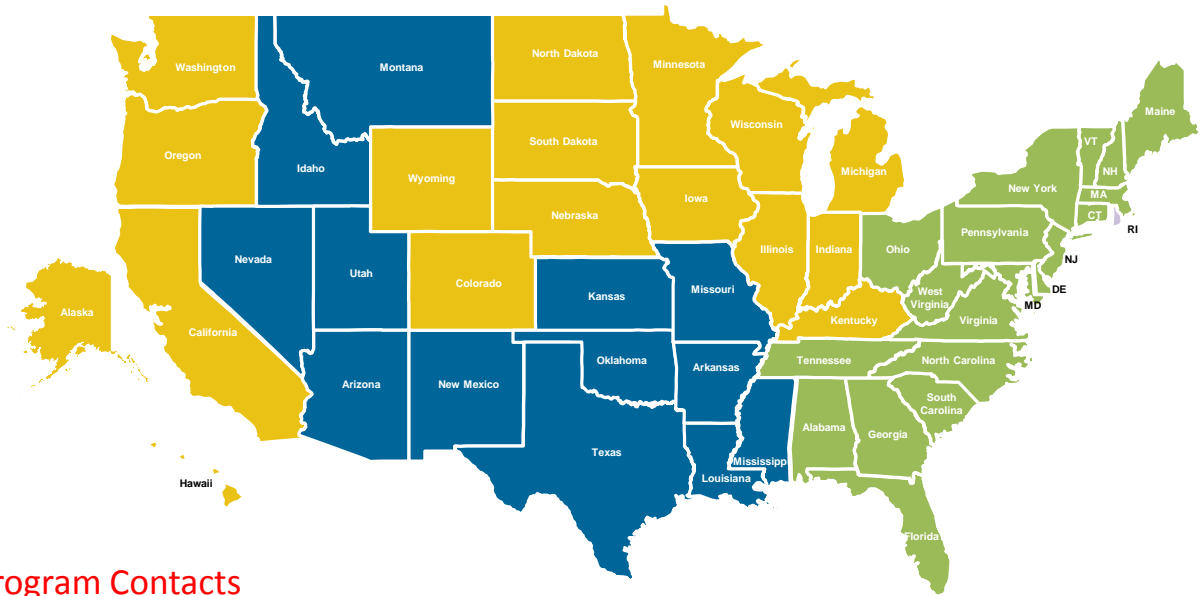 North Dakota
Minnesota
Washington
Montana
Maine
Wisconsin
VT
South Dakota
Oregon
Idaho
NH
Michigan
Wyoming
New York
MA
Iowa
Nebraska
CT
RI
Pennsylvania
Illinois
Indiana
Ohio
Nevada
NJ
Utah
Colorado
Missouri
West
Virginia
DE
Kansas
MD
Alaska
Kentucky
Virginia
California
Tennessee
North Carolina
Oklahoma
Arkansas
Arizona
New Mexico
South
Carolina
Alabama
Georgia
Texas
Mississipp
Louisiana
Hawaii
Florida
rogram Contacts